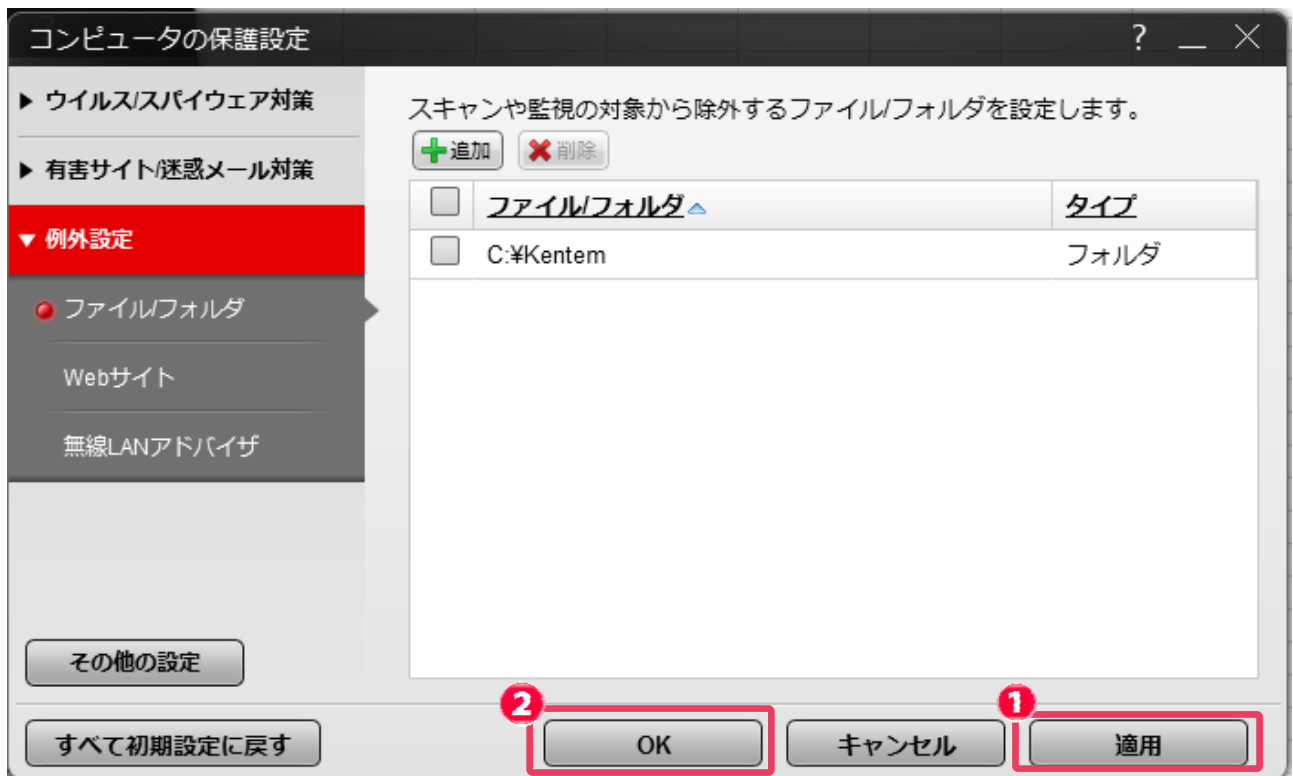 コンピュータの保護設定
? _ ×
▶ ウイルス/スパイウェア対策
▶ 有害サイト/迷惑メール対策
▼ 例外設定
ファイル/フォルダ
Webサイト
無線LANアドバイザ
その他の設定
スキャンや監視の対象から除外するファイル/フォルダを設定します。
追加 削除
ファイル/フォルダ タイプ
C:¥Kentem フォルダ
2 1
すべて初期設定に戻す OK キャンセル 適用